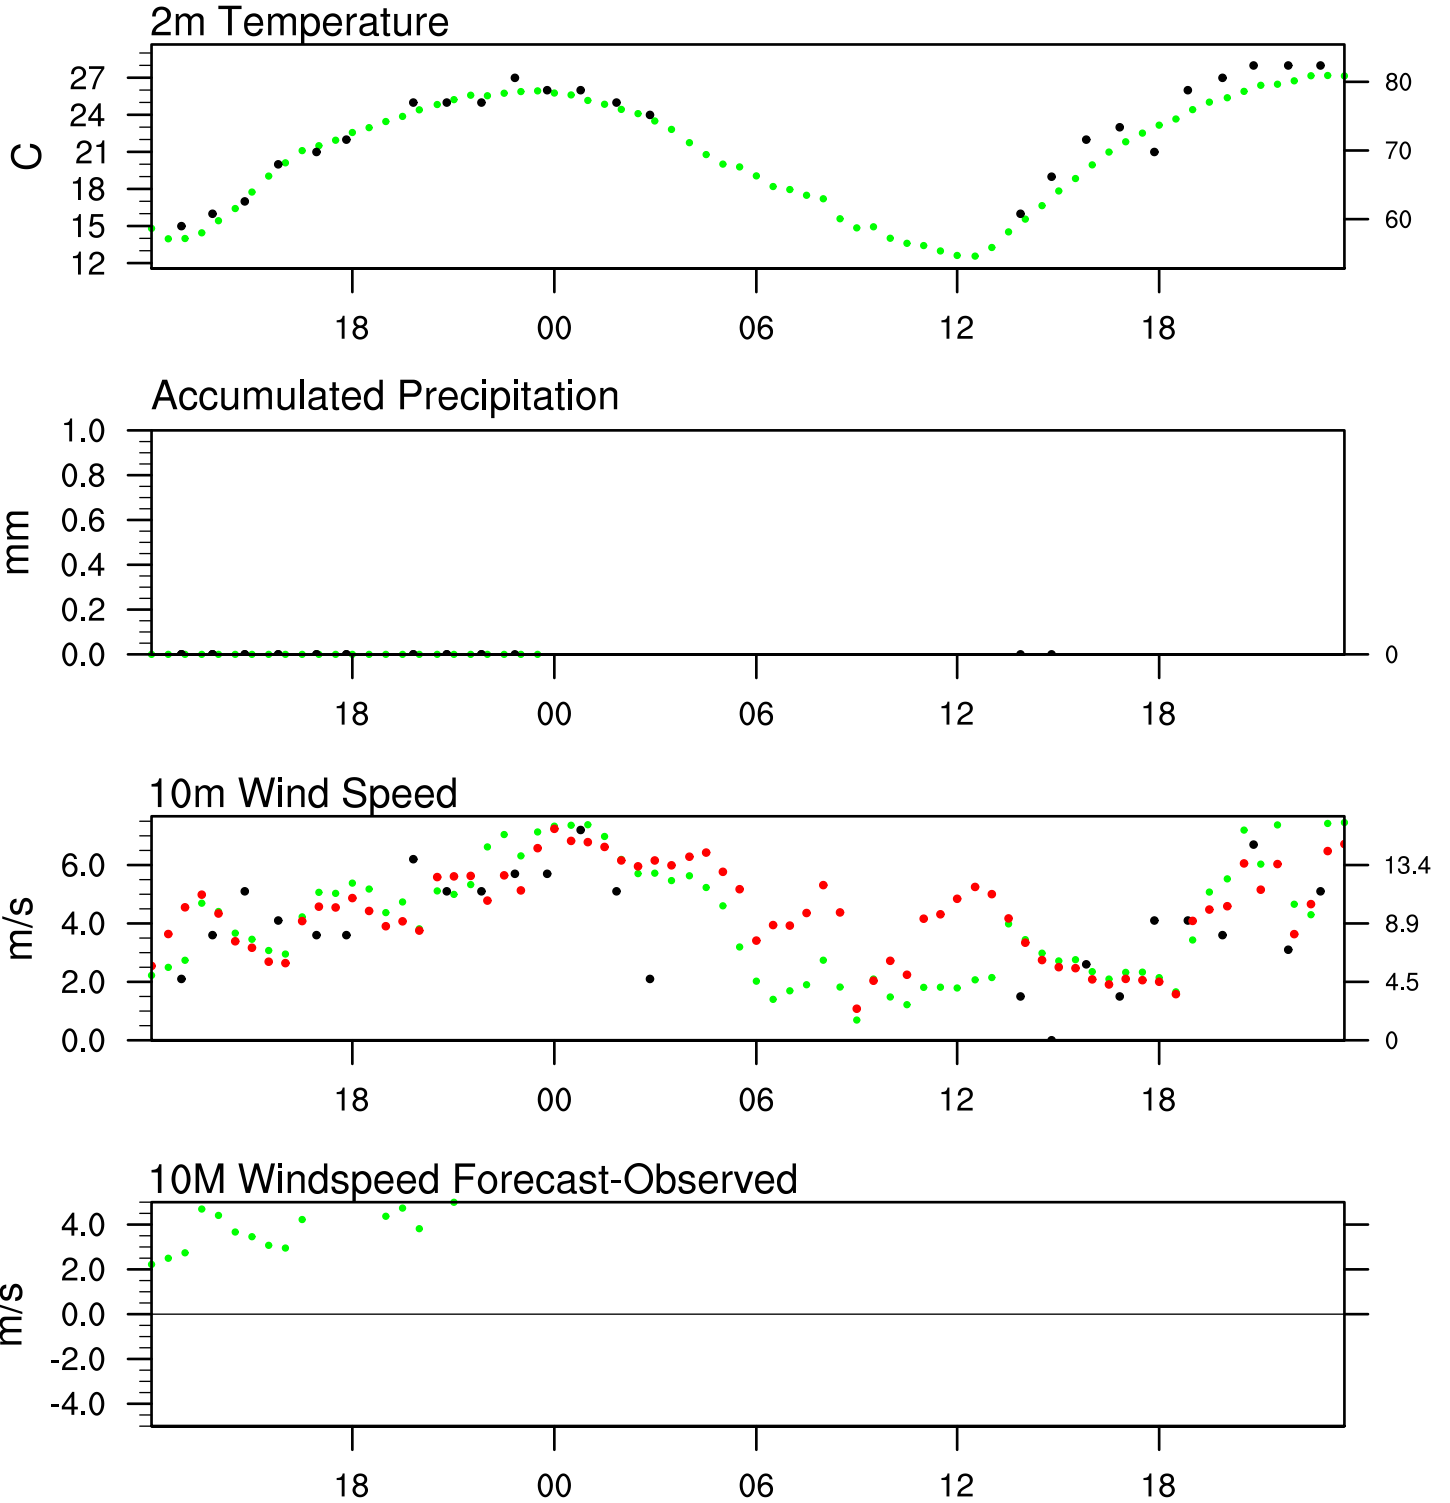 2m Temperature
C
27
24
21
18
15
12
80
70
60
18 00 06 12 18
Accumulated Precipitation
mm
1.0
0.8
0.6
0.4
0.2
0.0
0
18 00 06 12 18
10m Wind Speed
m/s
6.0
4.0
2.0
0.0
13.4
8.9
4.5
0
18 00 06 12 18
10M Windspeed Forecast-Observed
m/s
4.0
2.0
0.0
-2.0
-4.0
18 00 06 12 18